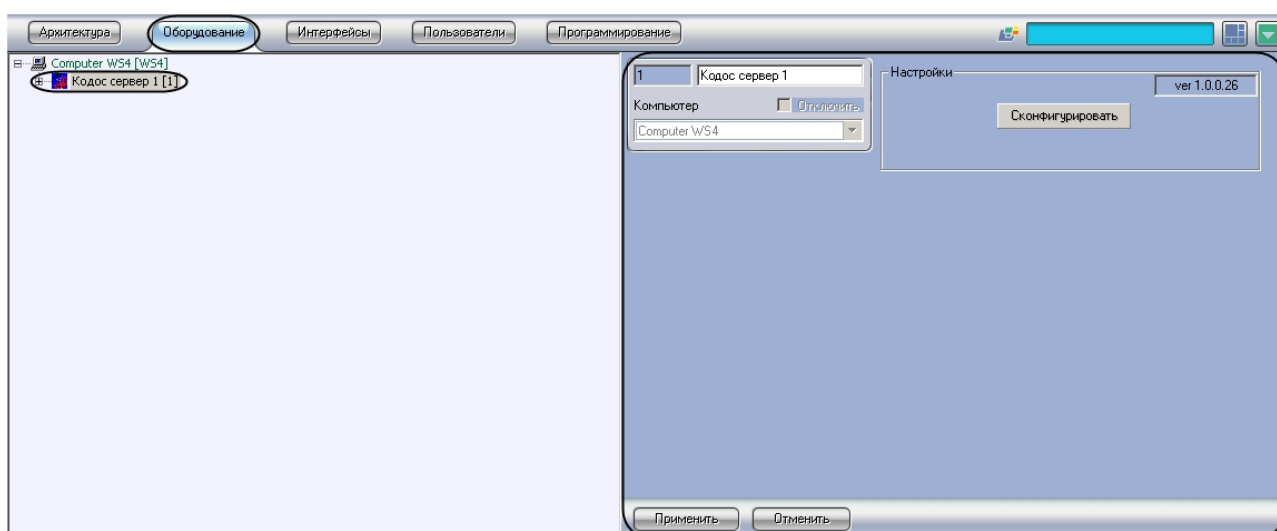 Архитектура Оборудование Интерфейсы Пользователи Программирование
Computer WS4 [WS4]
Кодос сервер 1 [1]
1 Кодос сервер 1
Компьютер Отключить
Computer WS4
Настройки
ver 1.0.0.26
Сконфигурировать
Применить Отменить